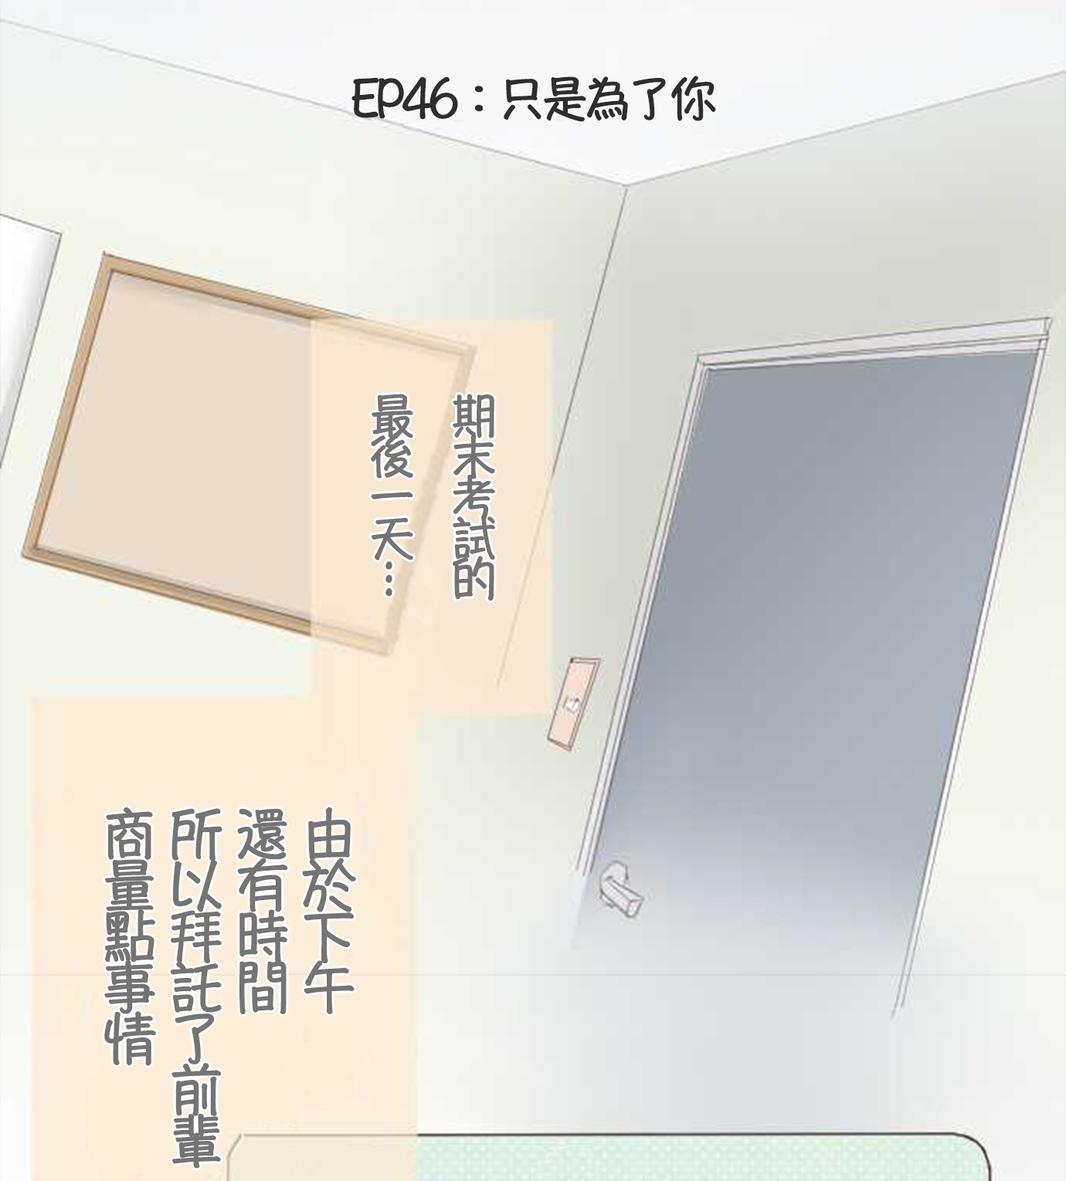 EP46：只是為了你
期末考試的
最後一天…
由於下午
還有時間
所以拜託了前輩
商量點事情